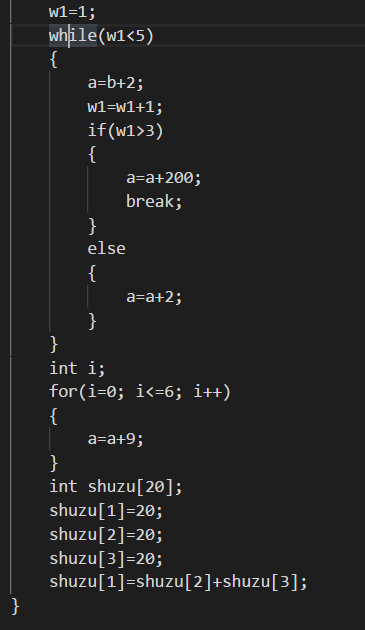 w1=1;
while(w1<5)
{
a=b+2;
w1=w1+1;
if(w1>3)
{
a=a+200;
break;
}
else
{
a=a+2;
}
}
int i;
for(i=0; i<=6; i++)
{
a=a+9;
}
int shuzu[20];
shuzu[1]=20;
shuzu[2]=20;
shuzu[3]=20;
shuzu[1]=shuzu[2]+shuzu[3];
}